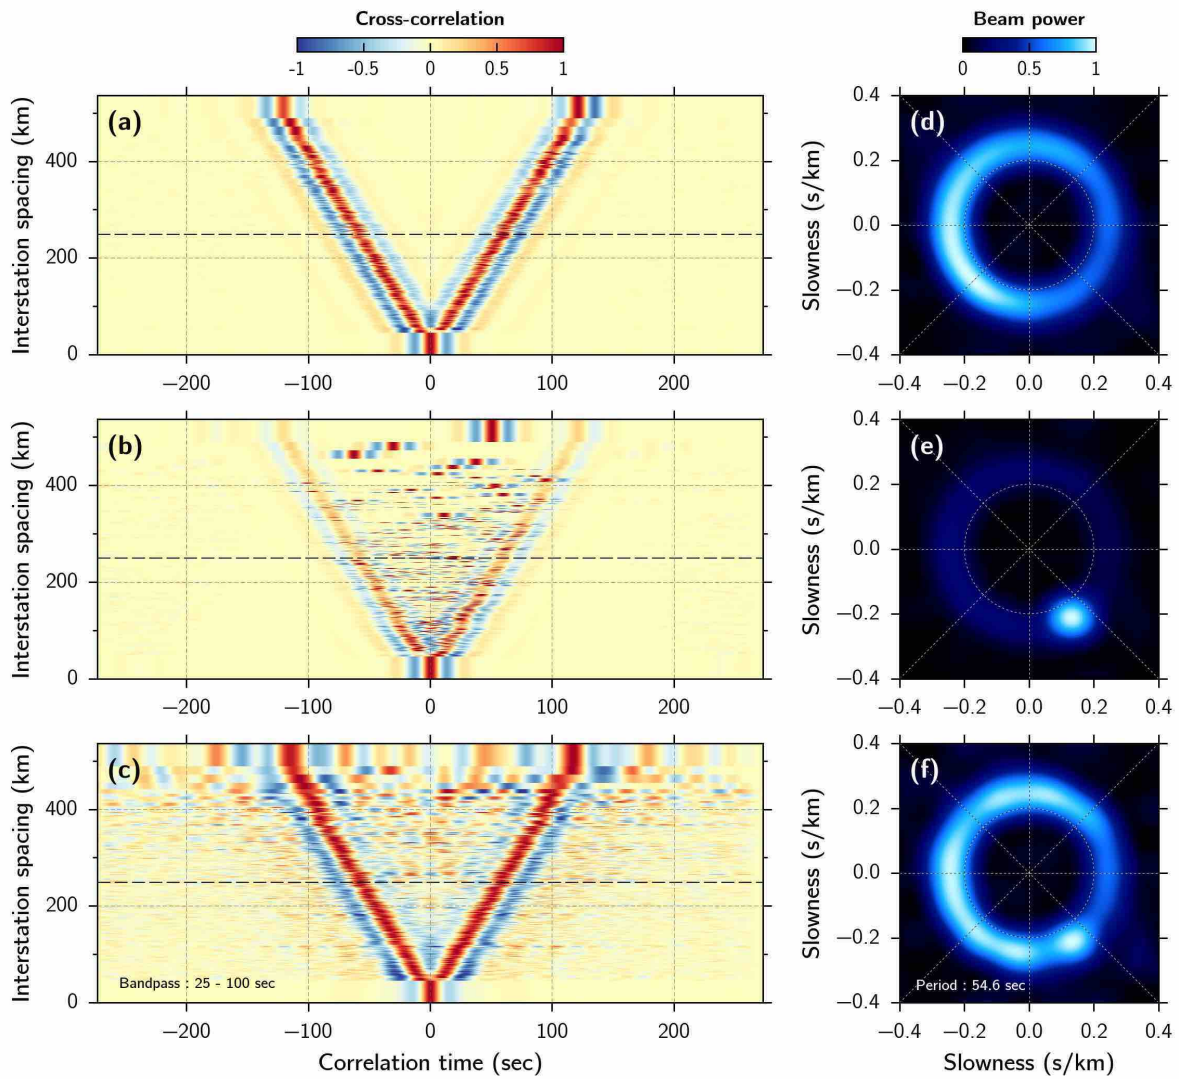 Cross-correlation
-1 -0.5 0 0.5 1
Beam power
0 1
(a)
Interstation spacing (km)
400
200
0
−200 −100 0 100 200
(d)
Slowness (s/km)
0.4
0.2
0.0
−0.2
−0.4
−0.4 −0.2 0.0 0.2 0.4
(b)
Interstation spacing (km)
400
200
0
−200 −100 0 100 200
(e)
Slowness (s/km)
0.4
0.2
0.0
−0.2
−0.4
−0.4 −0.2 0.0 0.2 0.4
(c)
Interstation spacing (km)
400
200
0
Bandpass : 25 - 100 sec
−200 −100 0 100 200
Correlation time (sec)
(f)
Slowness (s/km)
0.4
0.2
0.0
−0.2
−0.4
Period : 54.6 sec
−0.4 −0.2 0.0 0.2 0.4
Slowness (s/km)